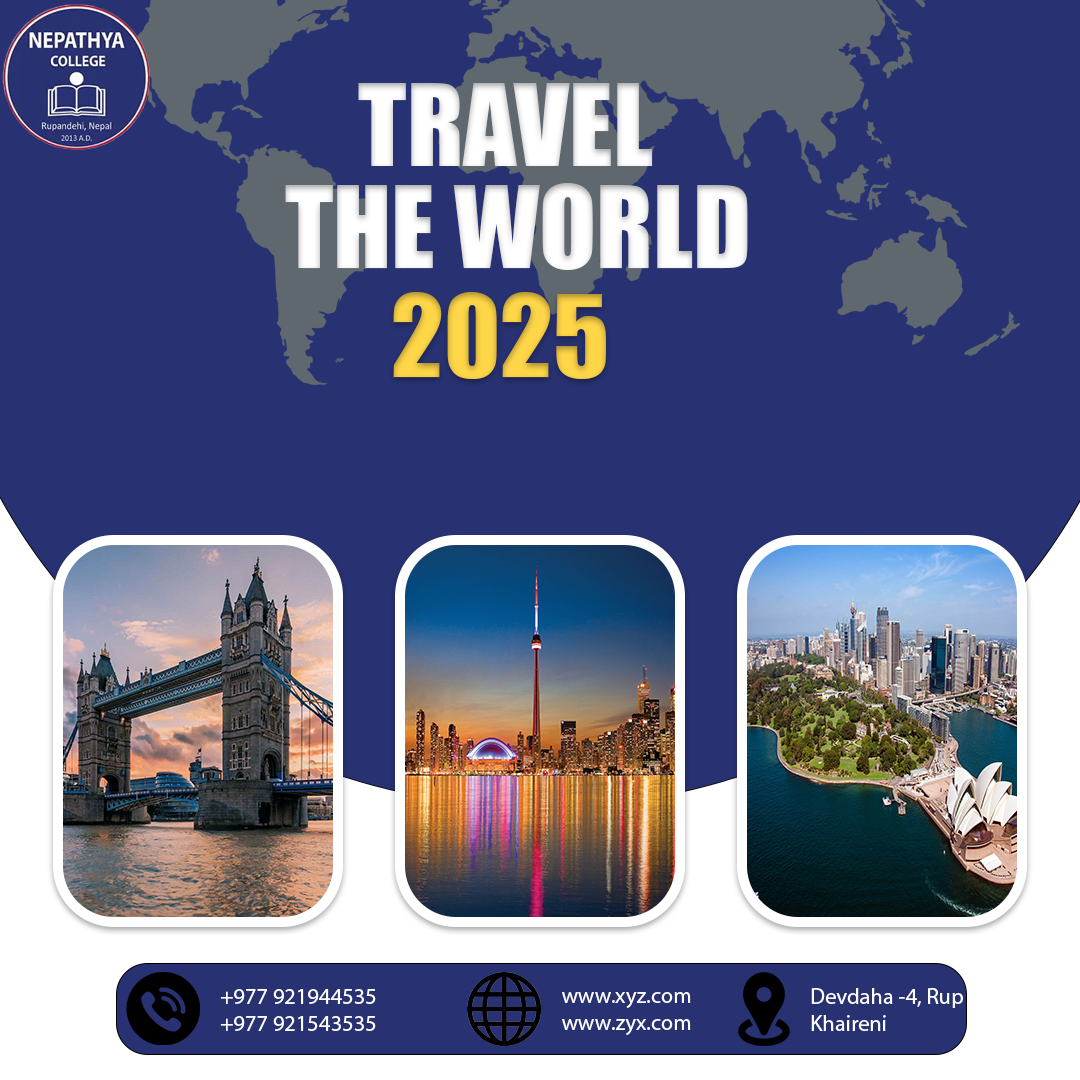 NEPATHYA
COLLEGE
Rupandehi, Nepal
2013 A.D.
TRAVEL
THE WORLD
2025
+977 921944535
+977 921543535
www.xyz.com
www.zyx.com
Devdaha -4, Rup
Khaireni